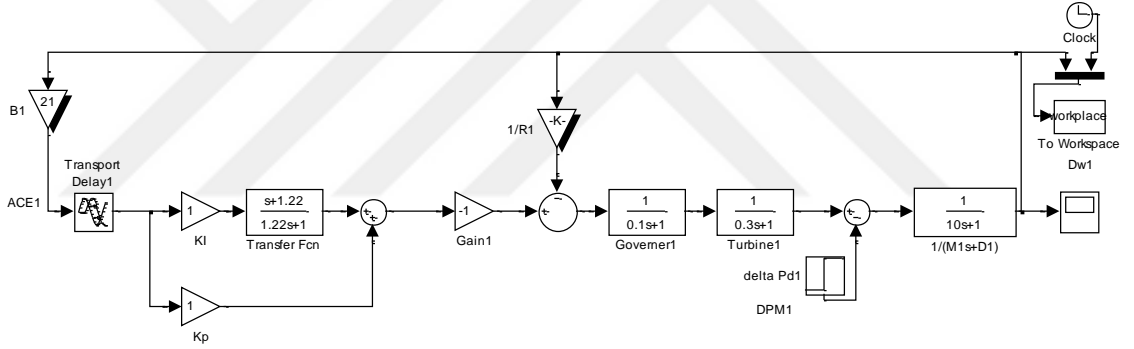 Clock
21
B1
-K-
1/R1
workplace
To Workspace
Dw1
Transport
Delay1
ACE1
1
KI
s+1.22
1.22s+1
Transfer Fcn
-1
Gain1
1
0.1s+1
Governer1
1
0.3s+1
Turbine1
1
10s+1
1/(M1s+D1)
delta Pd1
DPM1
1
Kp